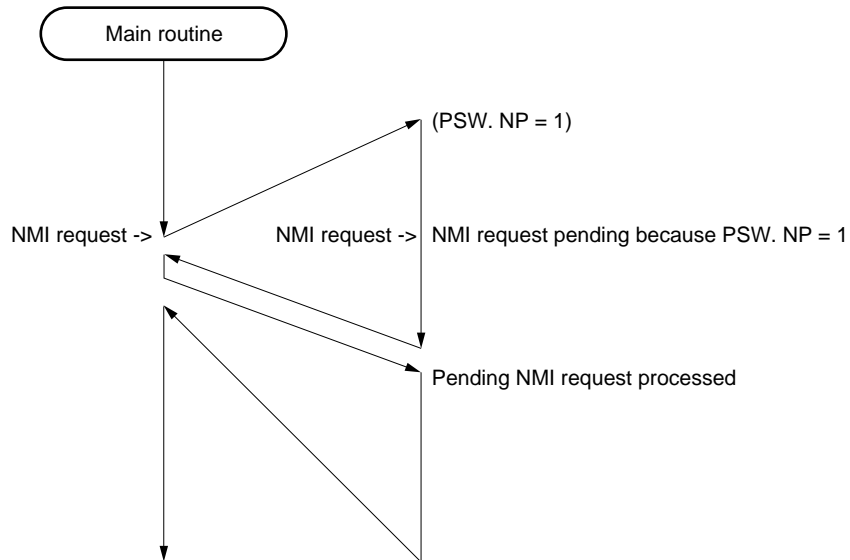 Main routine
(PSW. NP = 1)
NMI request ->
NMI request ->
NMI request pending because PSW. NP = 1
Pending NMI request processed